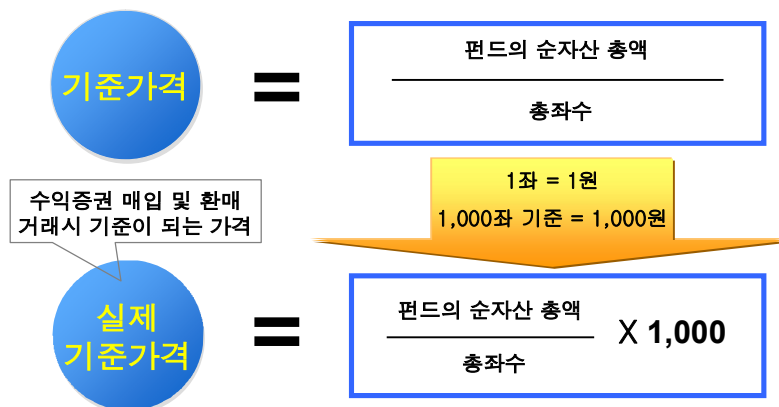 기준가격
=
펀드의 순자산 총액
총좌수
1좌 = 1원
1,000좌 기준 = 1,000원
수익증권 매입 및 환매
거래시 기준이 되는 가격
실제
기준가격
=
펀드의 순자산 총액
총좌수
X 1,000